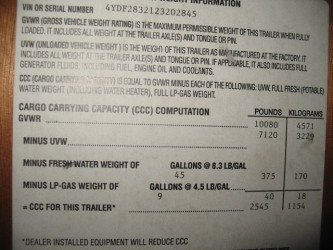 WEIGHT INFORMATION
VIN OR SERIAL NUMBER 4YDF2832123202845
GVWR (GROSS VEHICLE WEIGHT RATING) IS THE MAXIMUM PERMISSIBLE WEIGHT OF THIS TRAILER WHEN FULLY
LOADED. IT INCLUDES ALL WEIGHT AT THE TRAILER AXLE(S) AND TONGUE OR PIN.
UVW (UNLOADED VEHICLE WEIGHT) IS THE WEIGHT OF THIS TRAILER AS MANUFACTURED AT THE FACTORY. IT
INCLUDES ALL WEIGHT AT TRAILER AXLE(S) AND TONGUE OR PIN. IF APPLICABLE, IT ALSO INCLUDES FULL
GENERATOR FLUIDS, INCLUDING FUEL, ENGINE OIL AND COOLANTS.
CCC (CARGO CARRYING CAPACITY) IS EQUAL TO GVWR MINUS EACH OF THE FOLLOWING: UVW, FULL FRESH (POTABLE)
WATER WEIGHT (INCLUDING WATER HEATER), FULL LP-GAS WEIGHT.
CARGO CARRYING CAPACITY (CCC) COMPUTATION POUNDS KILOGRAMS
GVWR 10080 4571
MINUS UVW 7120 3229
MINUS FRESH WATER WEIGHT OF GALLONS @ 8.3 LB/GAL
45 375 170
MINUS LP-GAS WEIGHT OF GALLONS @ 4.5 LB/GAL
9 40 18
= CCC FOR THIS TRAILER* 2545 1154
*DEALER INSTALLED EQUIPMENT WILL REDUCE CCC